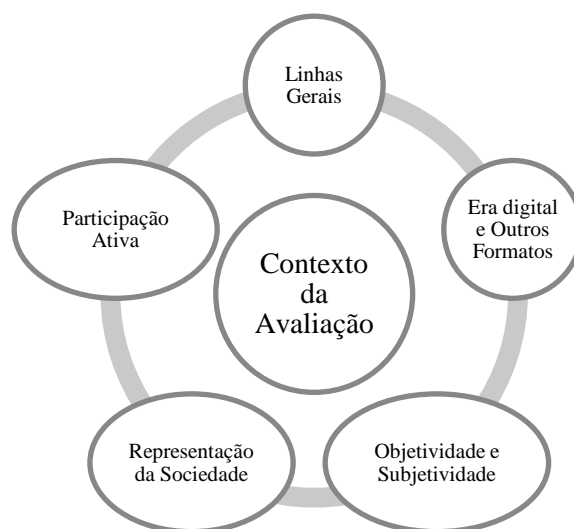 Linhas
Gerais
Participação
Ativa
Era digital
e Outros
Formatos
Contexto
da
Avaliação
Representação
da Sociedade
Objetividade e
Subjetividade